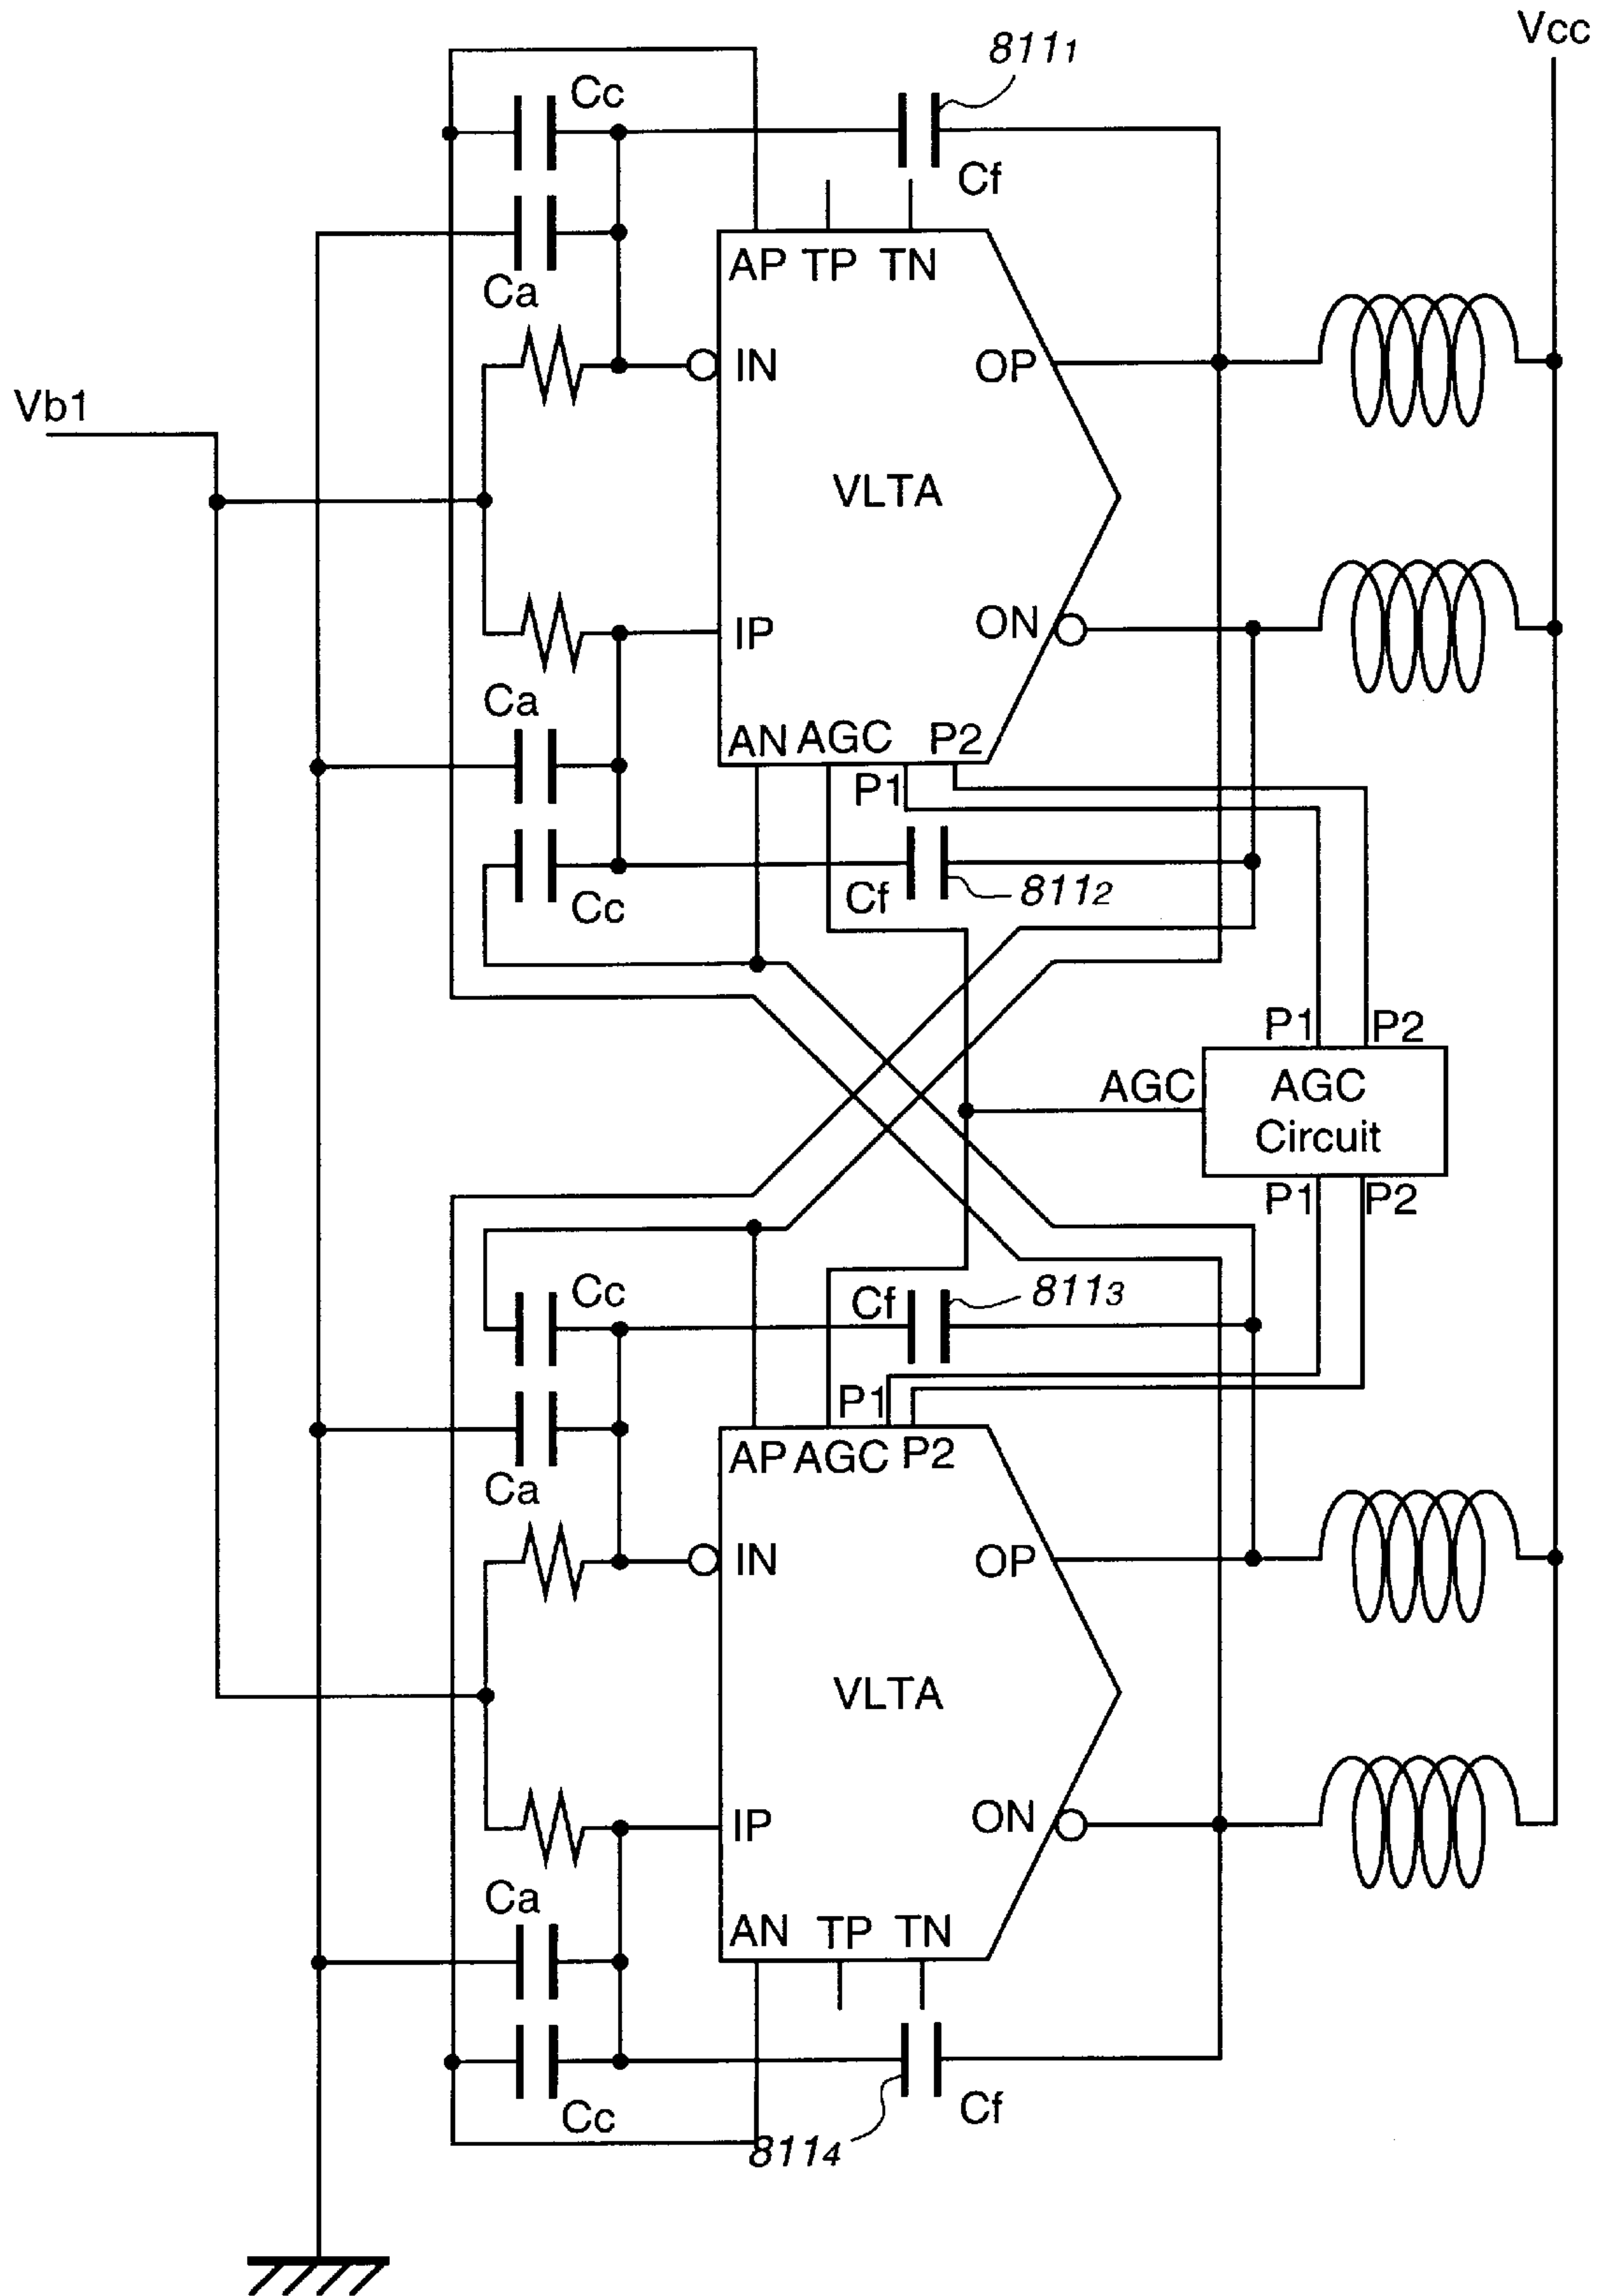 Vcc
811₁
Cc
Cf
Ca
AP TP TN
IN
OP
Vb1
VLTA
IP
ON
Ca
AN AGC P2
P1
Cf
811₂
Cc
P1 P2
AGC
AGC
Circuit
P1 P2
Cc
Cf
811₃
P1
AP AGC P2
Ca
IN
OP
VLTA
IP
ON
Ca
AN TP TN
Cc
Cf
811₄